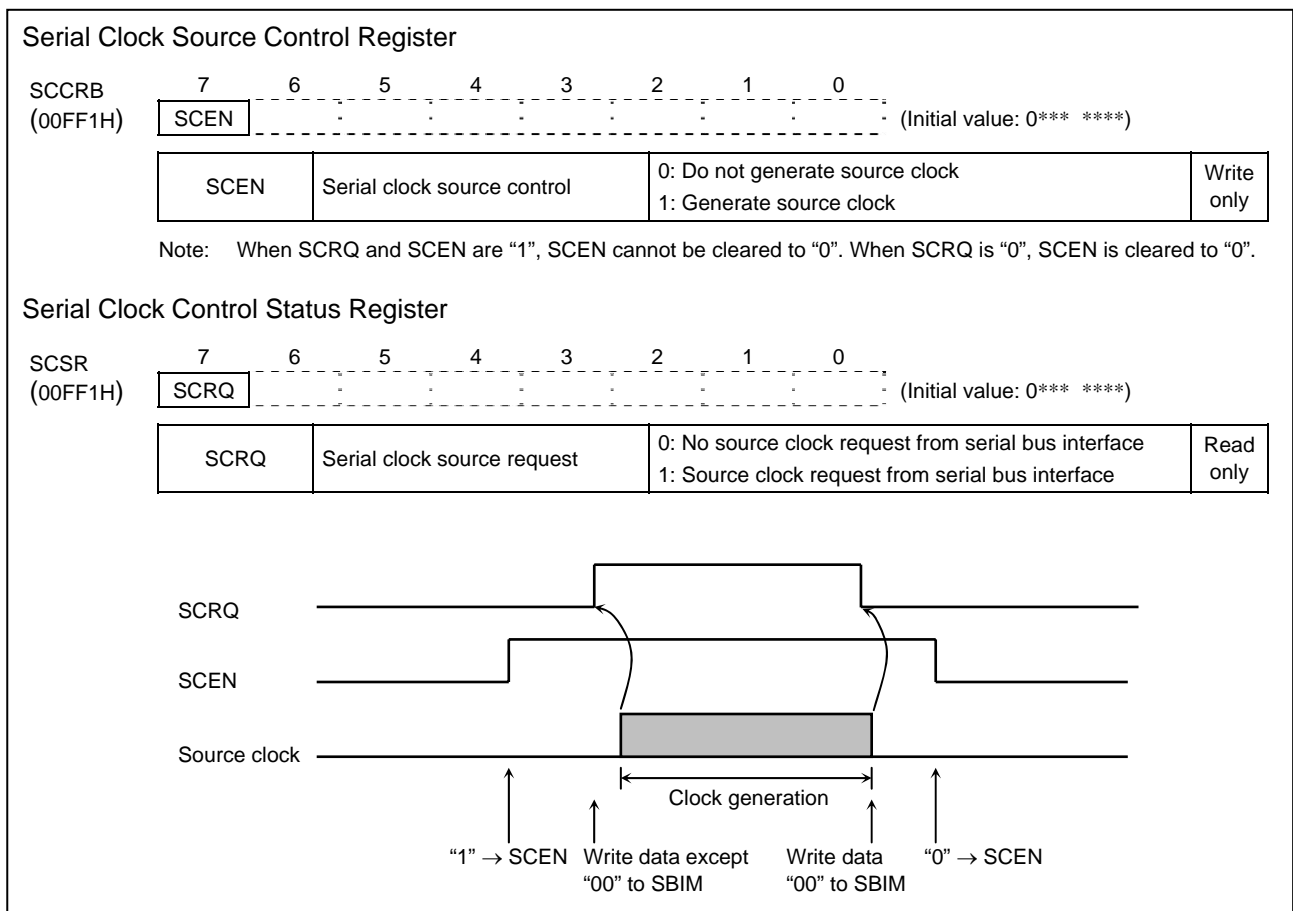 Serial Clock Source Control Register
SCCRB
(00FF1H)
7 6 5 4 3 2 1 0
SCEN
(Initial value: 0*** ****)
SCEN
Serial clock source control
0: Do not generate source clock
1: Generate source clock
Write
only
Note: When SCRQ and SCEN are “1”, SCEN cannot be cleared to “0”. When SCRQ is “0”, SCEN is cleared to “0”.
Serial Clock Control Status Register
SCSR
(00FF1H)
7 6 5 4 3 2 1 0
SCRQ
(Initial value: 0*** ****)
SCRQ
Serial clock source request
0: No source clock request from serial bus interface
1: Source clock request from serial bus interface
Read
only
SCRQ
SCEN
Source clock
Clock generation
“1” → SCEN
Write data except
“00” to SBIM
Write data
“00” to SBIM
“0” → SCEN